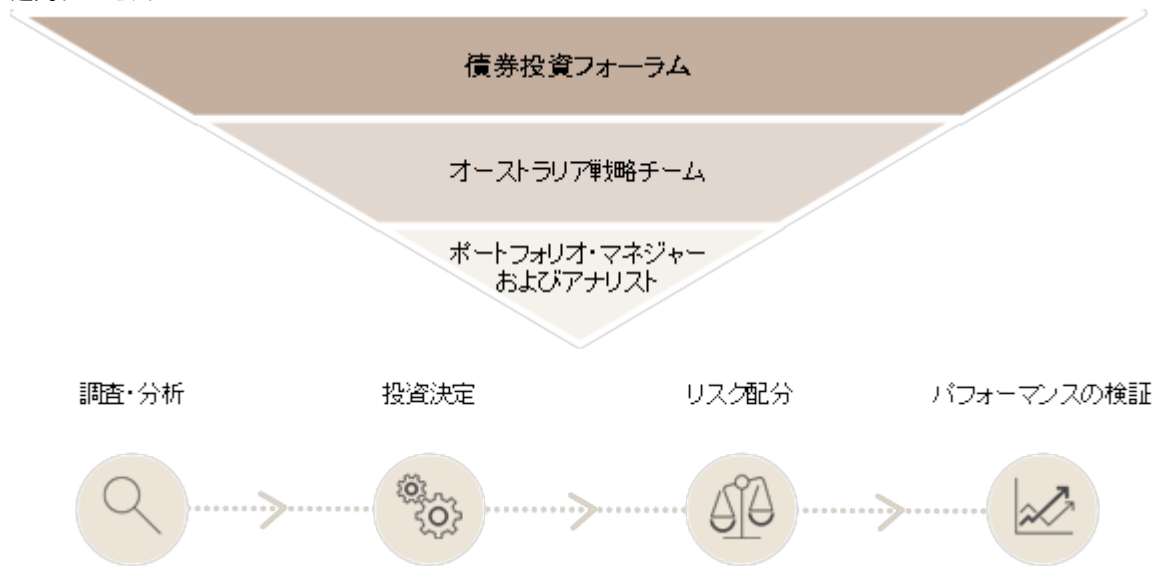 債券投資フォーラム
オーストラリア戦略チーム
ポートフォリオ・マネジャー
およびアナリスト
調査・分析
投資決定
リスク配分
パフォーマンスの検証